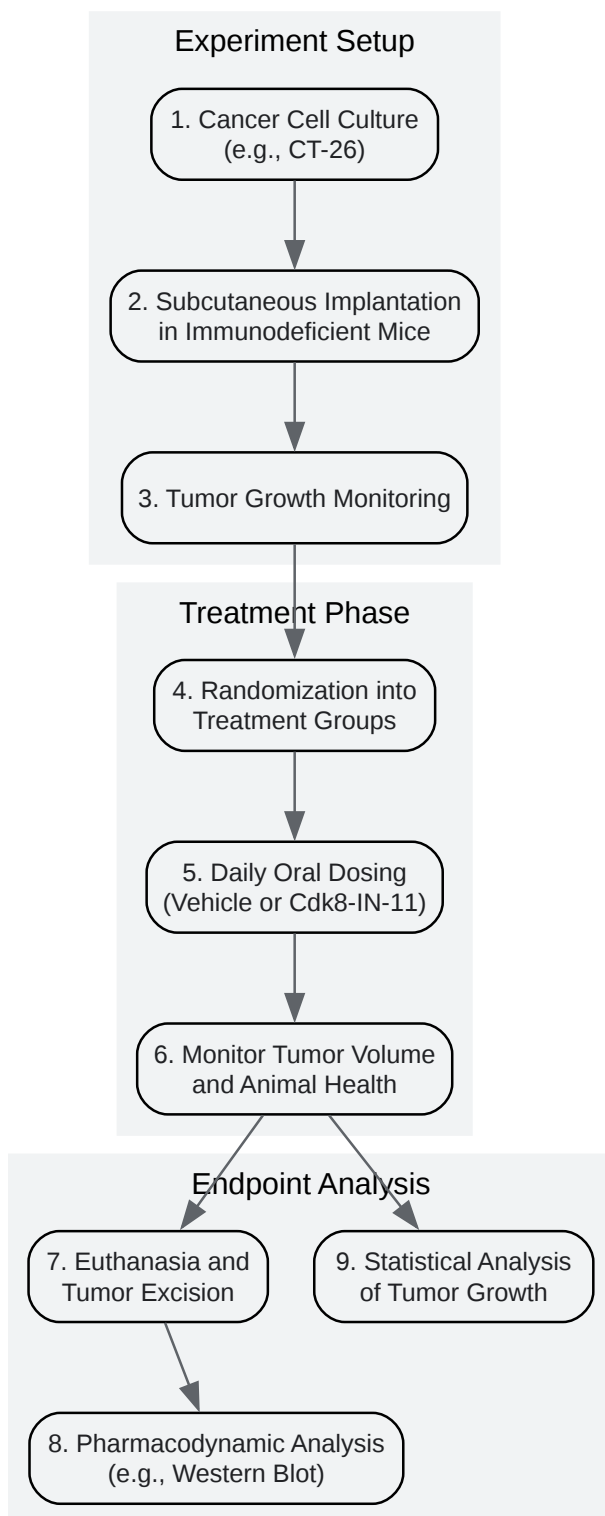 Experiment Setup
1. Cancer Cell Culture
(e.g., CT-26)
2. Subcutaneous Implantation
in Immunodeficient Mice
3. Tumor Growth Monitoring
Treatment Phase
4. Randomization into
Treatment Groups
5. Daily Oral Dosing
(Vehicle or Cdk8-IN-11)
6. Monitor Tumor Volume
and Animal Health
Endpoint Analysis
7. Euthanasia and
Tumor Excision
9. Statistical Analysis
of Tumor Growth
8. Pharmacodynamic Analysis
(e.g., Western Blot)